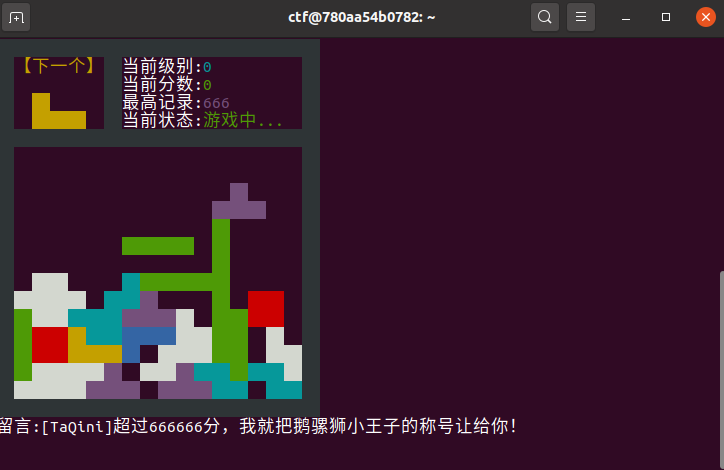 ctf@780aa54b0782: ~
【下一个】
当前级别:0
当前分数:0
最高记录:666
当前状态:游戏中...
留言:[TaQini]超过666666分，我就把鹅骡狮小王子的称号让给你!